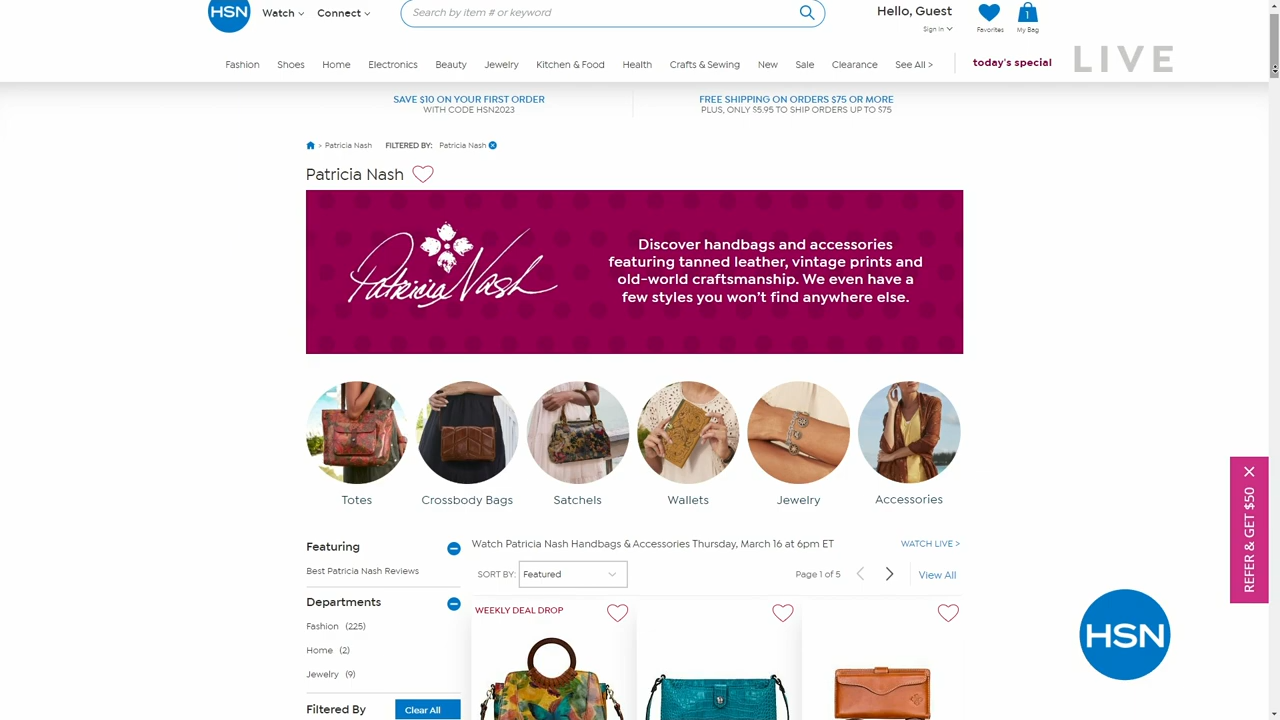 HSN
Watch
Connect
Search by item # or keyword
Hello, Guest
Sign In
Favorites
1
My Bag
Fashion
Shoes
Home
Electronics
Beauty
Jewelry
Kitchen & Food
Health
Crafts & Sewing
New
Sale
Clearance
See All >
today's special
LIVE
SAVE $10 ON YOUR FIRST ORDER
WITH CODE HSN2023
FREE SHIPPING ON ORDERS $75 OR MORE
PLUS, ONLY $5.95 TO SHIP ORDERS UP TO $75
> Patricia Nash
FILTERED BY:
Patricia Nash
Patricia Nash
Patricia Nash
Discover handbags and accessories
featuring tanned leather, vintage prints and
old-world craftsmanship. We even have a
few styles you won't find anywhere else.
Totes
Crossbody Bags
Satchels
Wallets
Jewelry
Accessories
REFER & GET $50
Featuring
Best Patricia Nash Reviews
Departments
Fashion (225)
Home (2)
Jewelry (9)
Filtered By
Clear All
Watch Patricia Nash Handbags & Accessories Thursday, March 16 at 6pm ET
WATCH LIVE >
SORT BY:
Featured
Page 1 of 5
View All
WEEKLY DEAL DROP
HSN